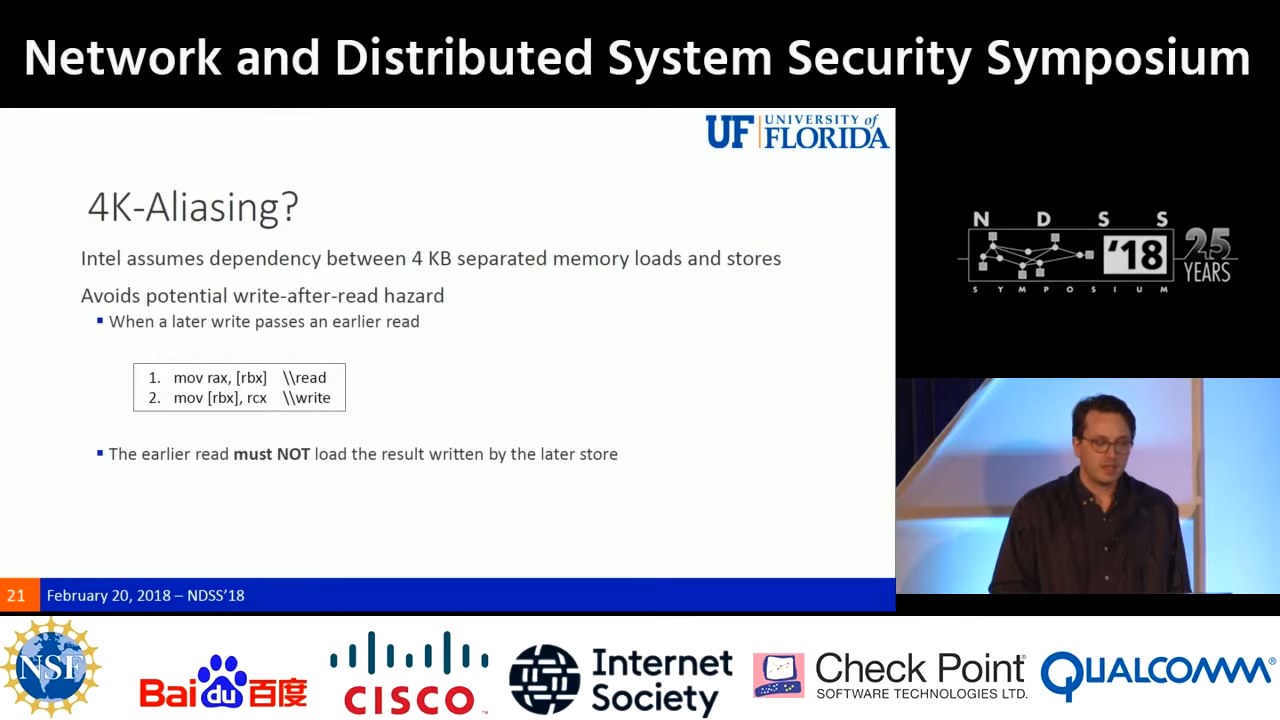 Network and Distributed System Security Symposium
UF UNIVERSITY of FLORIDA
4K-Aliasing?
Intel assumes dependency between 4 KB separated memory loads and stores
Avoids potential write-after-read hazard
When a later write passes an earlier read
1. mov rax, [rbx] \\read
2. mov [rbx], rcx \\write
The earlier read must NOT load the result written by the later store
21 February 20, 2018 – NDSS'18
N D S S
'18 25 YEARS
S Y M P O S I U M
NSF
Bai du 百度
CISCO™
Internet Society
Check Point®
SOFTWARE TECHNOLOGIES LTD.
QUALCOMM®